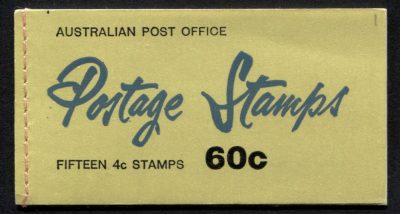 AUSTRALIAN POST OFFICE
Postage Stamps
FIFTEEN 4c STAMPS 60c